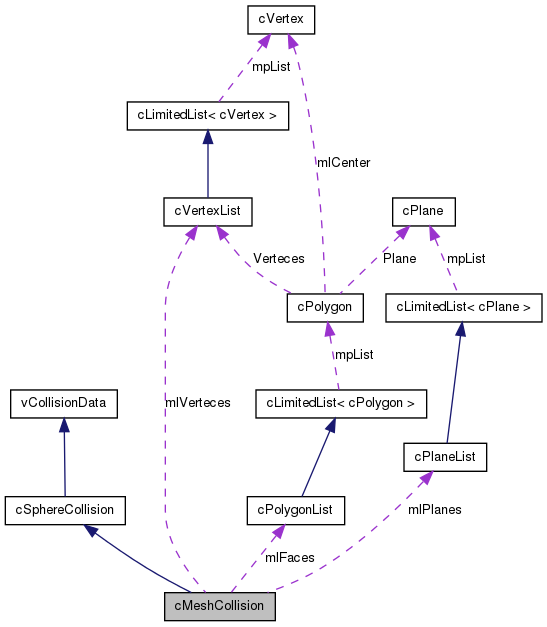 cVertex
mpList
cLimitedList< cVertex >
mlCenter
cVertexList
cPlane
Verteces
Plane
mpList
cPolygon
cLimitedList< cPlane >
mpList
vCollisionData
mlVerteces
cLimitedList< cPolygon >
cPlaneList
cSphereCollision
cPolygonList
mlPlanes
mlFaces
cMeshCollision